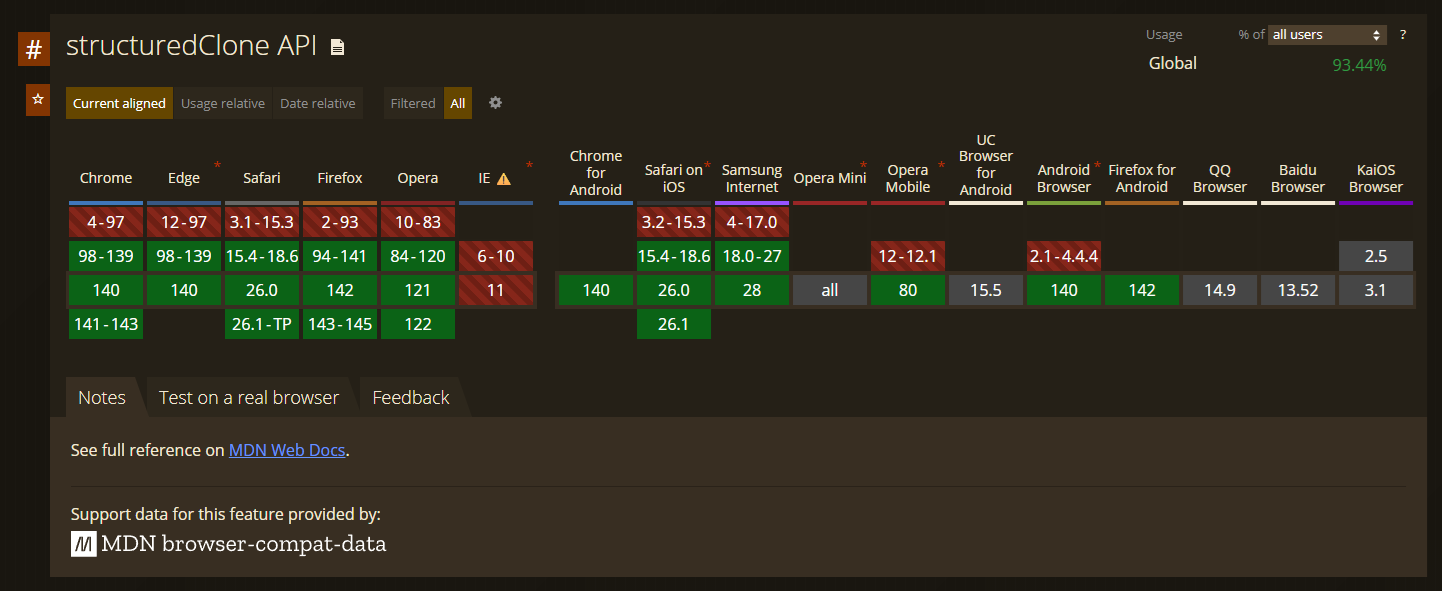 # structuredClone API
Usage % of all users ?
Global 93.44%
☆
Current aligned Usage relative Date relative Filtered All
Chrome Edge * Safari Firefox Opera IE ⚠ *
Chrome for Android Safari on iOS * Samsung Internet Opera Mini * Opera Mobile * UC Browser for Android Android Browser * Firefox for Android QQ Browser Baidu Browser KaiOS Browser
4-97 12-97 3.1-15.3 2-93 10-83 3.2-15.3 4-17.0
98-139 98-139 15.4-18.6 94-141 84-120 6-10 15.4-18.6 18.0-27 12-12.1 2.1-4.4.4 2.5
140 140 26.0 142 121 11 140 26.0 28 all 80 15.5 140 142 14.9 13.52 3.1
141-143 26.1-TP 143-145 122 26.1
Notes Test on a real browser Feedback
See full reference on MDN Web Docs.
Support data for this feature provided by:
M MDN browser-compat-data